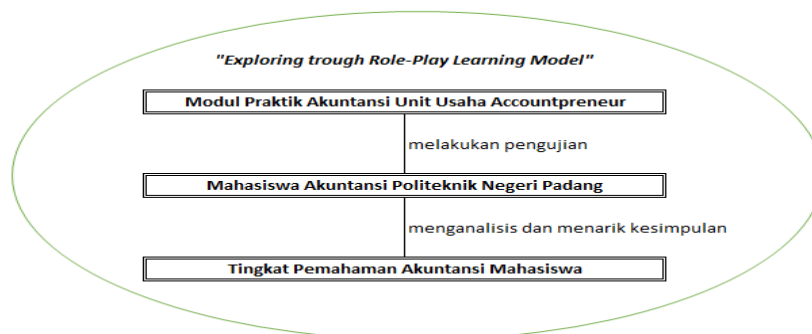 "Exploring trough Role-Play Learning Model"
Modul Praktik Akuntansi Unit Usaha Accountpreneur
melakukan pengujian
Mahasiswa Akuntansi Politeknik Negeri Padang
menganalisis dan menarik kesimpulan
Tingkat Pemahaman Akuntansi Mahasiswa